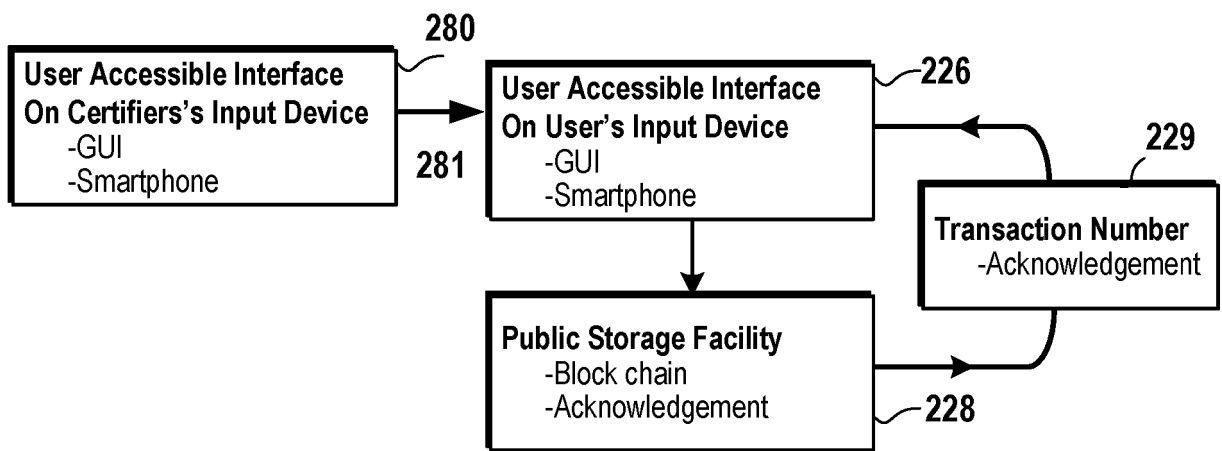 280
User Accessible Interface
On Certifiers's Input Device
-GUI
-Smartphone
281
226
User Accessible Interface
On User's Input Device
-GUI
-Smartphone
229
Transaction Number
-Acknowledgement
Public Storage Facility
-Block chain
-Acknowledgement
228